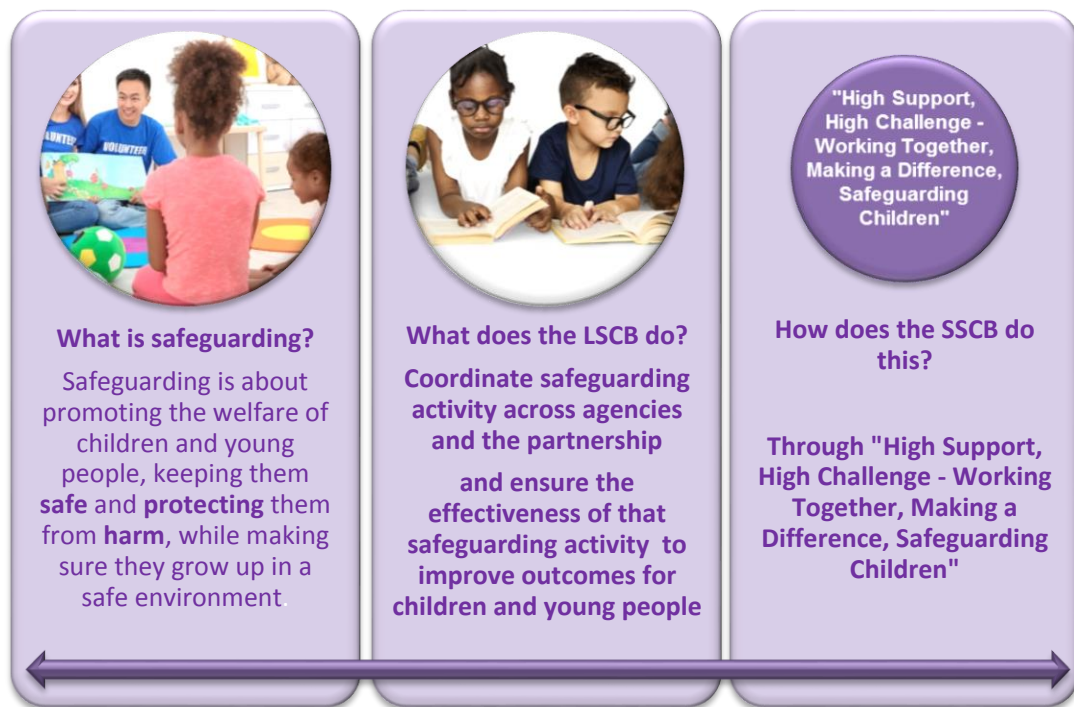 VOLUNTEER
What is safeguarding?
Safeguarding is about
promoting the welfare of
children and young
people, keeping them
safe and protecting them
from harm, while making
sure they grow up in a
safe environment.
What does the LSCB do?
Coordinate safeguarding
activity across agencies
and the partnership
and ensure the
effectiveness of that
safeguarding activity to
improve outcomes for
children and young people
"High Support,
High Challenge -
Working Together,
Making a Difference,
Safeguarding
Children"
How does the SSCB do
this?
Through "High Support,
High Challenge - Working
Together, Making a
Difference, Safeguarding
Children"